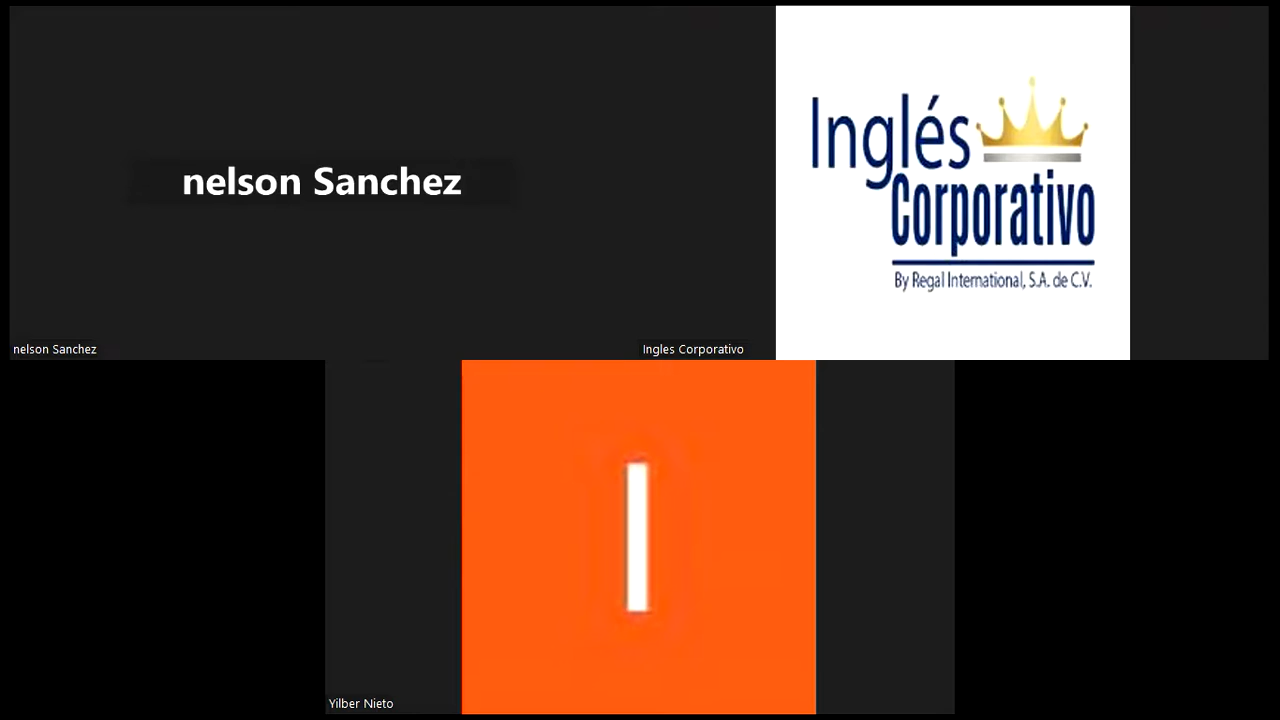 nelson Sanchez
nelson Sanchez
Inglés
Corporativo
By Regal International, S.A. de C.V.
Ingles Corporativo
I
Yilber Nieto